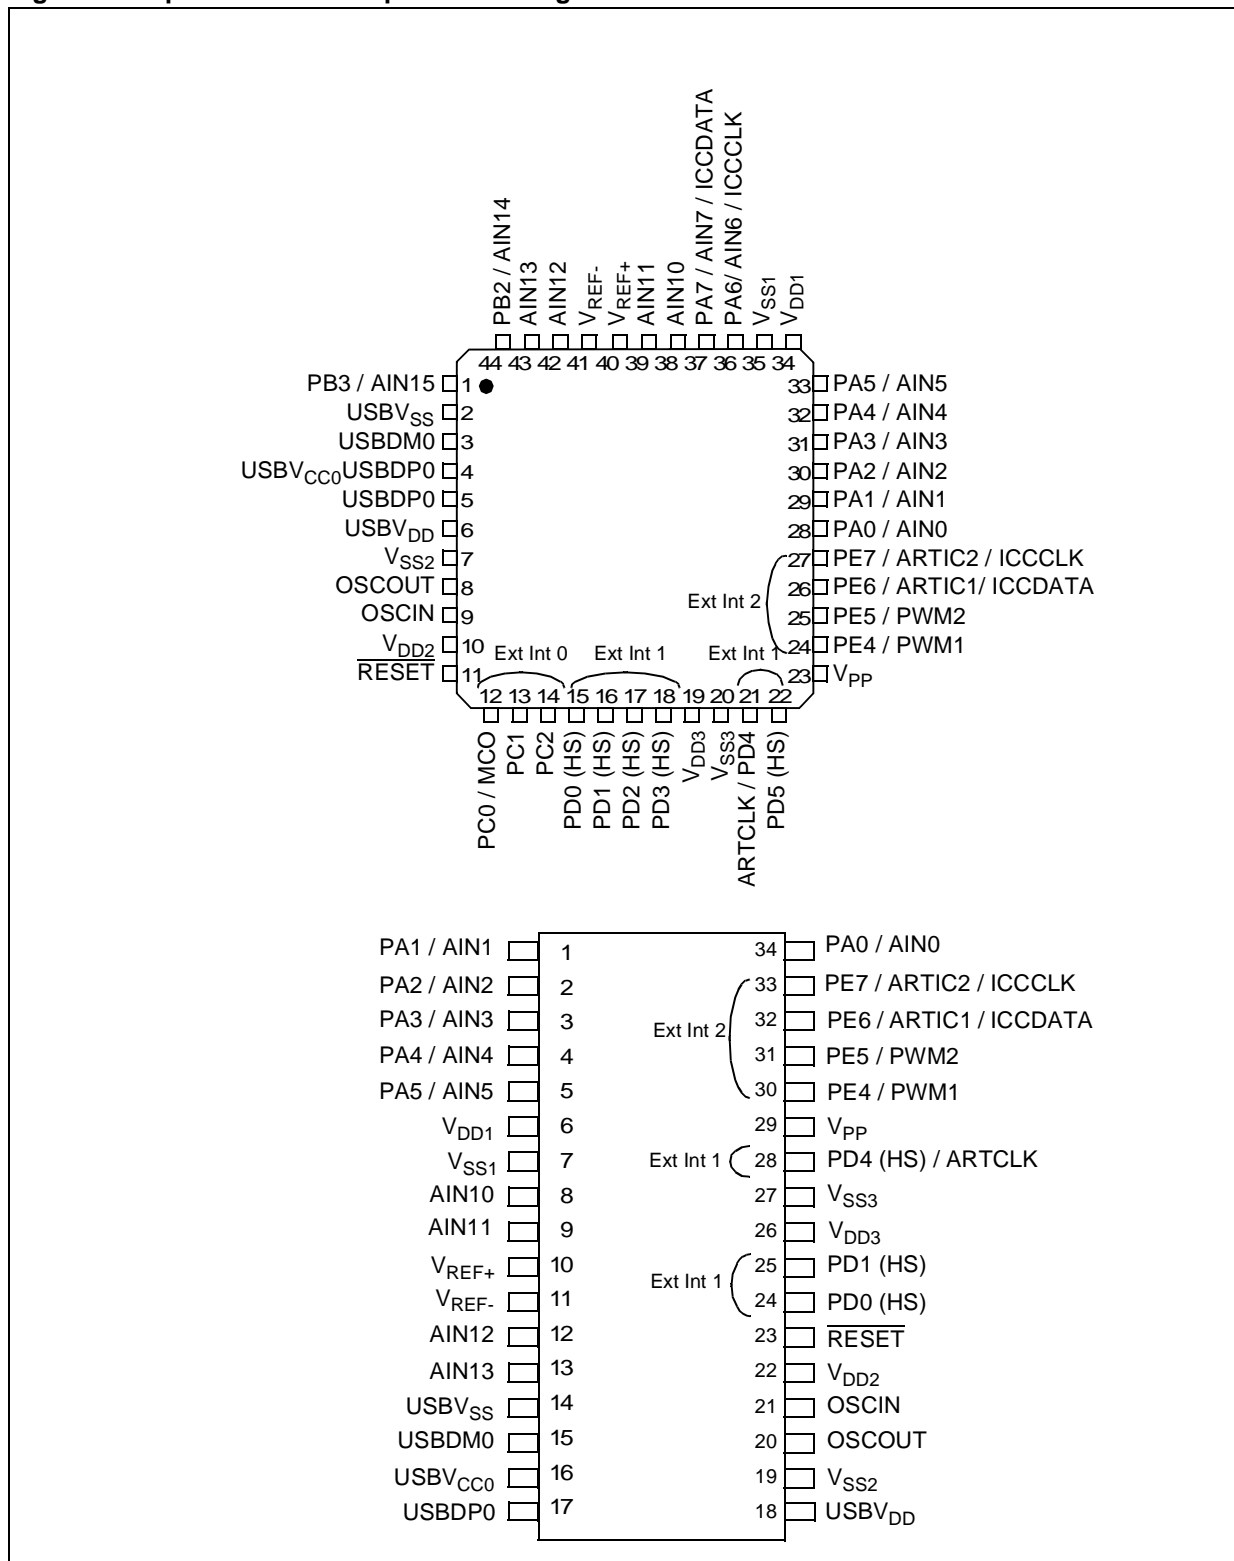 PB2 / AIN14
AIN13
AIN12
VREF-
VREF+
AIN11
AIN10
PA7 / AIN7 / ICCDATA
PA6/ AIN6 / ICCCLK
VSS1
VDD1
44 43 42 41 40 39 38 37 36 35 34
PB3 / AIN15 1
USBVSS 2
USBDM0 3
USBVCC0USBDP0 4
USBDP0 5
USBVDD 6
VSS2 7
OSCOUT 8
OSCIN 9
VDD2 10
RESET 11
33 PA5 / AIN5
32 PA4 / AIN4
31 PA3 / AIN3
30 PA2 / AIN2
29 PA1 / AIN1
28 PA0 / AIN0
27 PE7 / ARTIC2 / ICCCLK
26 PE6 / ARTIC1/ ICCDATA
Ext Int 2
25 PE5 / PWM2
24 PE4 / PWM1
23 VPP
Ext Int 0 Ext Int 1 Ext Int 1
12 13 14 15 16 17 18 19 20 21 22
PC0 / MCO
PC1
PC2
PD0 (HS)
PD1 (HS)
PD2 (HS)
PD3 (HS)
VDD3
VSS3
ARTCLK / PD4
PD5 (HS)
PA1 / AIN1 1
PA2 / AIN2 2
PA3 / AIN3 3
PA4 / AIN4 4
PA5 / AIN5 5
VDD1 6
VSS1 7
AIN10 8
AIN11 9
VREF+ 10
VREF- 11
AIN12 12
AIN13 13
USBVSS 14
USBDM0 15
USBVCC0 16
USBDP0 17
34 PA0 / AIN0
33 PE7 / ARTIC2 / ICCCLK
32 PE6 / ARTIC1 / ICCDATA
Ext Int 2
31 PE5 / PWM2
30 PE4 / PWM1
29 VPP
Ext Int 1 28 PD4 (HS) / ARTCLK
27 VSS3
26 VDD3
25 PD1 (HS)
Ext Int 1
24 PD0 (HS)
23 RESET
22 VDD2
21 OSCIN
20 OSCOUT
19 VSS2
18 USBVDD